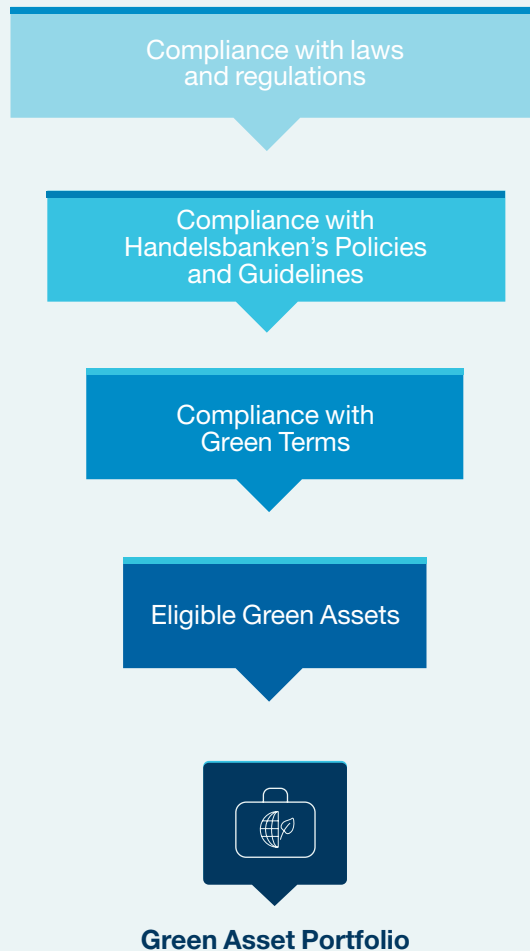 Compliance with laws
and regulations
Compliance with
Handelsbanken's Policies
and Guidelines
Compliance with
Green Terms
Eligible Green Assets
Green Asset Portfolio